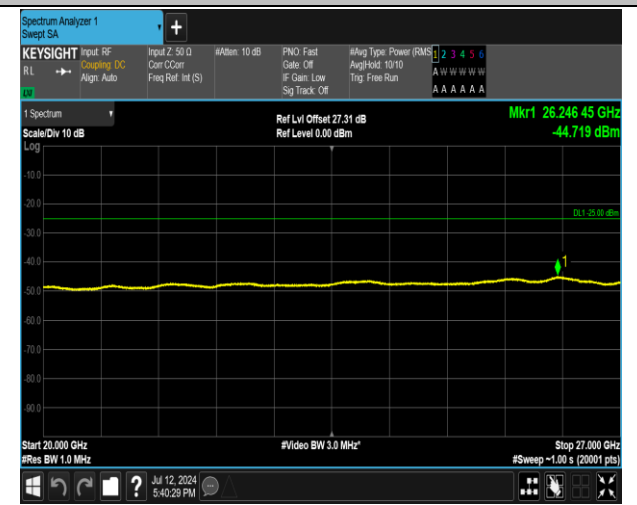 Spectrum Analyzer 1
Swept SA
+
KEYSIGHT Input: RF Input Z: 50 Ω #Atten: 10 dB PNO: Fast #Avg Type: Power (RMS 1 2 3 4 5 6
RL Coupling: DC Corr CCorr Gate: Off Avg|Hold: 10/10 A W W W W W
Align: Auto Freq Ref: Int (S) IF Gain: Low Trig: Free Run
Sig Track: Off A A A A A A
1 Spectrum Ref Lvl Offset 27.31 dB Mkr1 26.246 45 GHz
Scale/Div 10 dB Ref Level 0.00 dBm -44.719 dBm
Log
-10.0
-20.0
DL1 -25.00 dBm
-30.0
-40.0
1
-50.0
-60.0
-70.0
-80.0
-90.0
Start 20.000 GHz #Video BW 3.0 MHz* Stop 27.000 GHz
#Res BW 1.0 MHz #Sweep ~1.00 s (20001 pts)
? Jul 12, 2024
5:40:29 PM